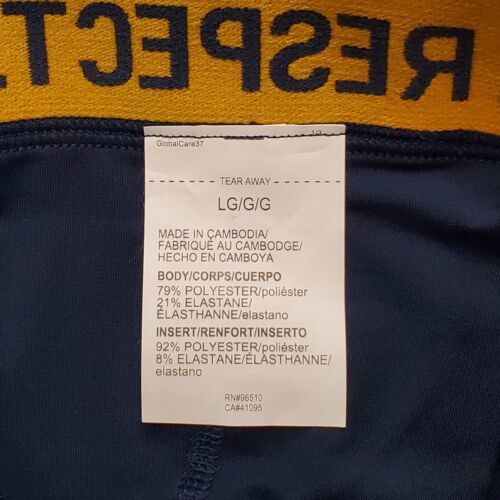 RESPECT.
GlobalCare37
1/3
TEAR AWAY
LG/G/G
MADE IN CAMBODIA/
FABRIQUÉ AU CAMBODGE/
HECHO EN CAMBOYA
BODY/CORPS/CUERPO
79% POLYESTER/poliéster
21% ELASTANE/
ÉLASTHANNE/elastano
INSERT/RENFORT/INSERTO
92% POLYESTER/poliéster
8% ELASTANE/ÉLASTHANNE/
elastano
RN#96510
CA#41095